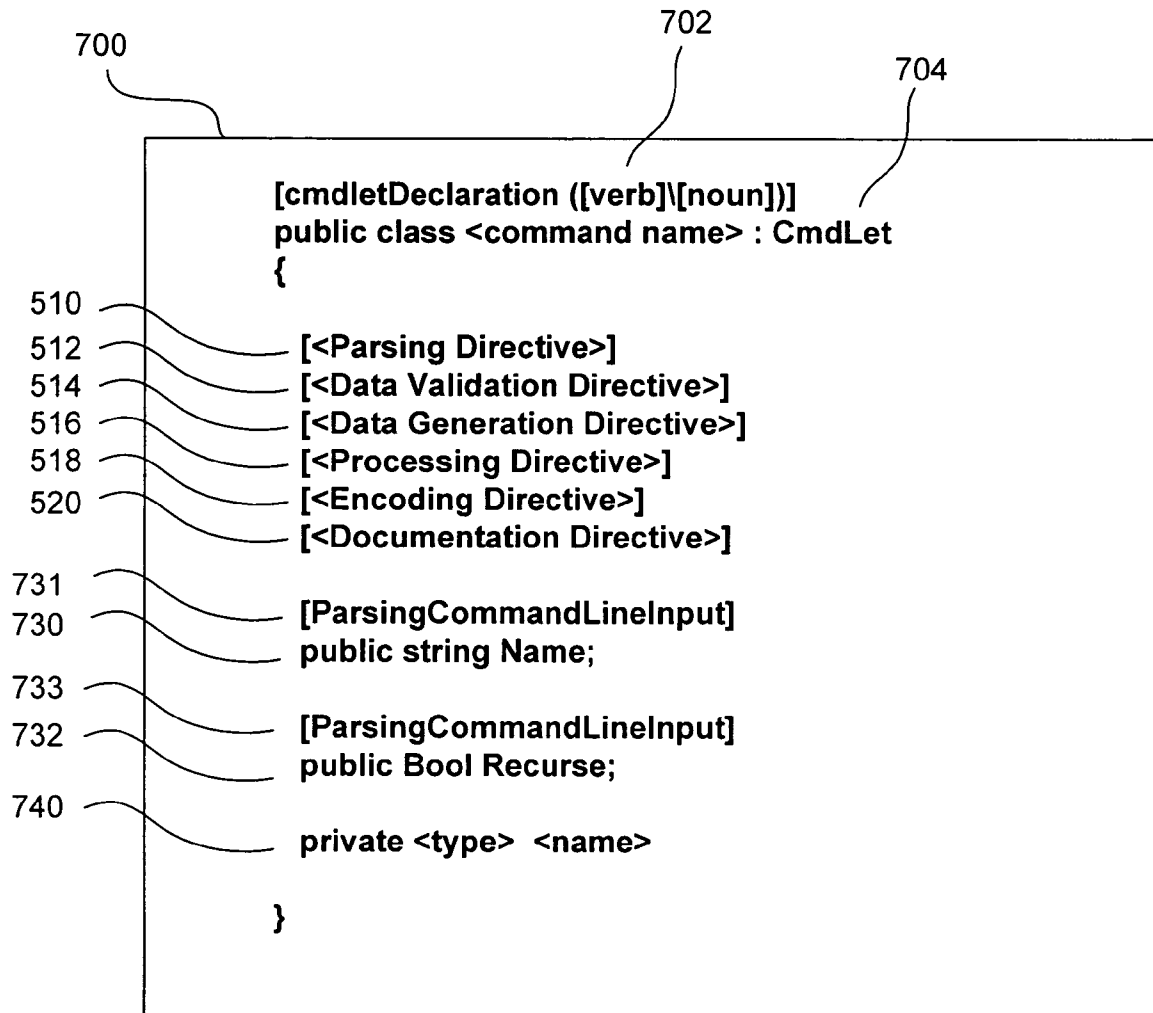 702
700
704
[cmdletDeclaration ([verb]\[noun])]
public class <command name> : CmdLet
{
510 [<Parsing Directive>]
512 [<Data Validation Directive>]
514 [<Data Generation Directive>]
516 [<Processing Directive>]
518 [<Encoding Directive>]
520 [<Documentation Directive>]
731 [ParsingCommandLineInput]
730 public string Name;
733 [ParsingCommandLineInput]
732 public Bool Recurse;
740 private <type> <name>
}